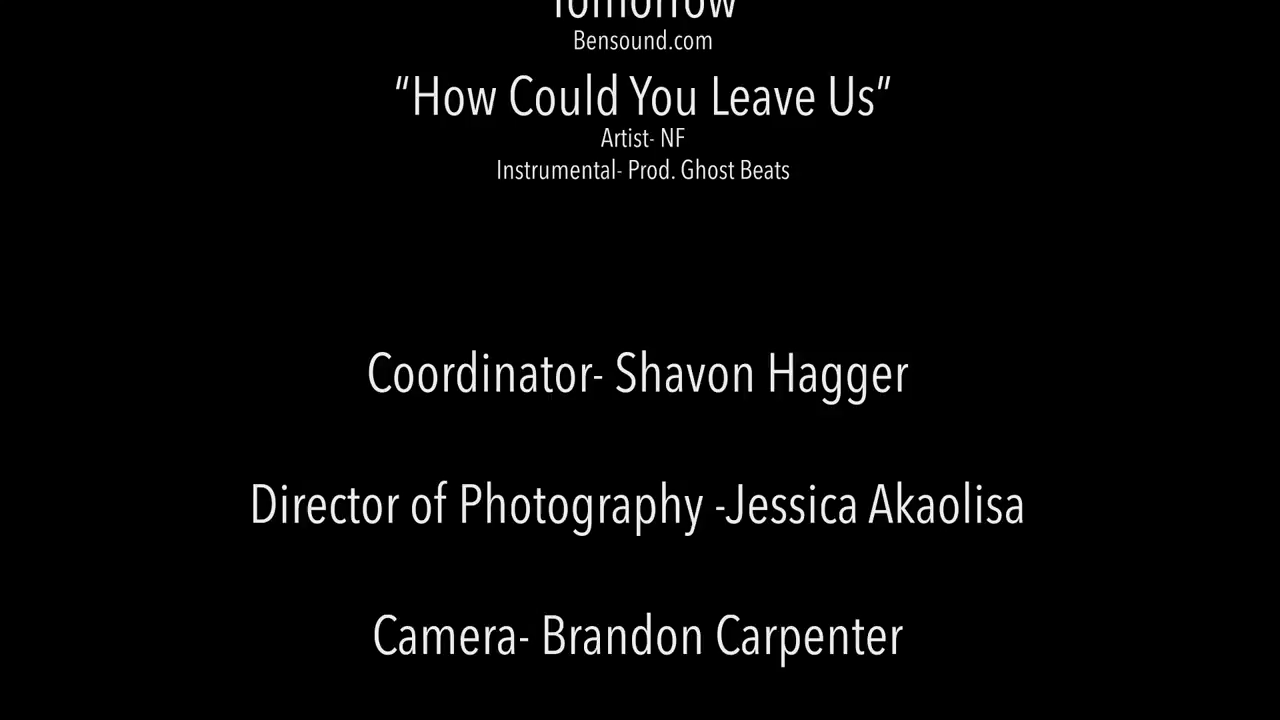 Tomorrow
Bensound.com
“How Could You Leave Us”
Artist- NF
Instrumental- Prod. Ghost Beats
Coordinator- Shavon Hagger
Director of Photography -Jessica Akaolisa
Camera- Brandon Carpenter